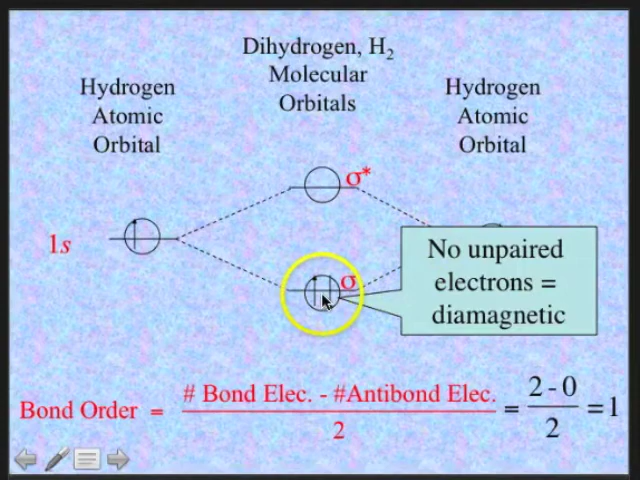 Dihydrogen, H2
Molecular
Orbitals
Hydrogen
Atomic
Orbital
Hydrogen
Atomic
Orbital
σ*
1s
σ
No unpaired
electrons =
diamagnetic
Bond Order = # Bond Elec. - #Antibond Elec. / 2 = 2 - 0 / 2 = 1